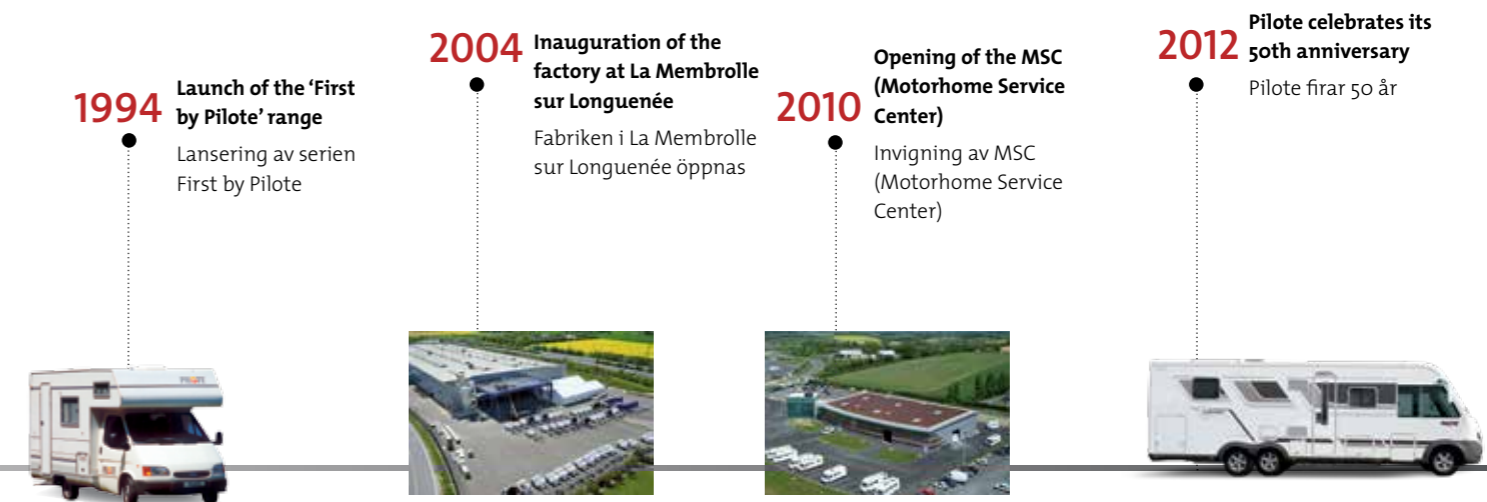 1994
Launch of the ‘First
by Pilote’ range
Lansering av serien
First by Pilote
2004
Inauguration of the
factory at La Membrolle
sur Longuenée
Fabriken i La Membrolle
sur Longuenée öppnas
2010
Opening of the MSC
(Motorhome Service
Center)
Invigning av MSC
(Motorhome Service
Center)
2012
Pilote celebrates its
50th anniversary
Pilote firar 50 år